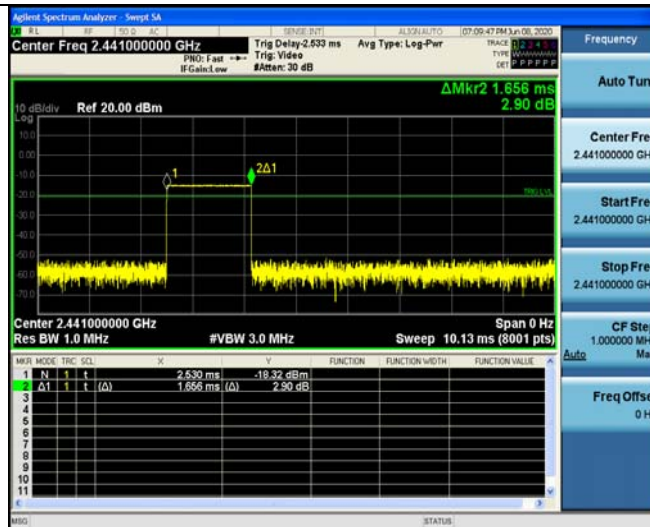 Agilent Spectrum Analyzer - Swept SA
RL RF 50 Ω AC SENSE:INT ALIGN AUTO 07:09:47 PM Jun 08, 2020
Center Freq 2.441000000 GHz Trig Delay-2.533 ms Avg Type: Log-Pwr TRACE 1 2 3 4 5 6
PNO: Fast Trig: Video TYPE
IFGain:Low #Atten: 30 dB DET P P P P P P
ΔMkr2 1.656 ms
2.90 dB
10 dB/div Ref 20.00 dBm
Log
10.0
0.00
-10.0
-20.0
-30.0
-40.0
-50.0
-60.0
-70.0
1
2Δ1
TRIG LVL
Center 2.441000000 GHz Span 0 Hz
Res BW 1.0 MHz #VBW 3.0 MHz Sweep 10.13 ms (8001 pts)
MKR MODE TRC SCL X Y FUNCTION FUNCTION WIDTH FUNCTION VALUE
1 N 1 t 2.530 ms -18.32 dBm
2 Δ1 1 t (Δ) 1.656 ms (Δ) 2.90 dB
3
4
5
6
7
8
9
10
11
MSG STATUS
Frequency
Auto Tun
Center Fre
2.441000000 GH
Start Fre
2.441000000 GH
Stop Fre
2.441000000 GH
CF Ste
1.000000 MH
Auto Ma
Freq Offse
0 H